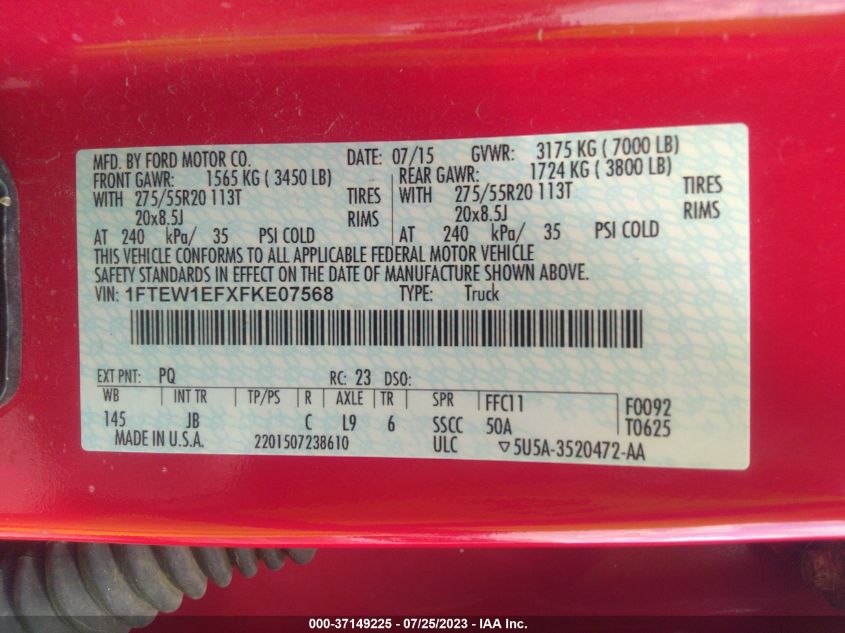 MFD. BY FORD MOTOR CO. DATE: 07/15 GVWR: 3175 KG ( 7000 LB)
FRONT GAWR: 1565 KG ( 3450 LB) REAR GAWR: 1724 KG ( 3800 LB)
WITH 275/55R20 113T TIRES WITH 275/55R20 113T TIRES
20x8.5J RIMS 20x8.5J RIMS
AT 240 kPa/ 35 PSI COLD AT 240 kPa/ 35 PSI COLD
THIS VEHICLE CONFORMS TO ALL APPLICABLE FEDERAL MOTOR VEHICLE
SAFETY STANDARDS IN EFFECT ON THE DATE OF MANUFACTURE SHOWN ABOVE.
VIN: 1FTEW1EFXFKE07568 TYPE: Truck
EXT PNT: PQ RC: 23 DSO:
WB INT TR TP/PS R AXLE TR SPR FFC11 F0092
145 JB C L9 6 SSCC 50A T0625
MADE IN U.S.A. 2201507238610 ULC ▽5U5A-3520472-AA
000-37149225 - 07/25/2023 - IAA Inc.